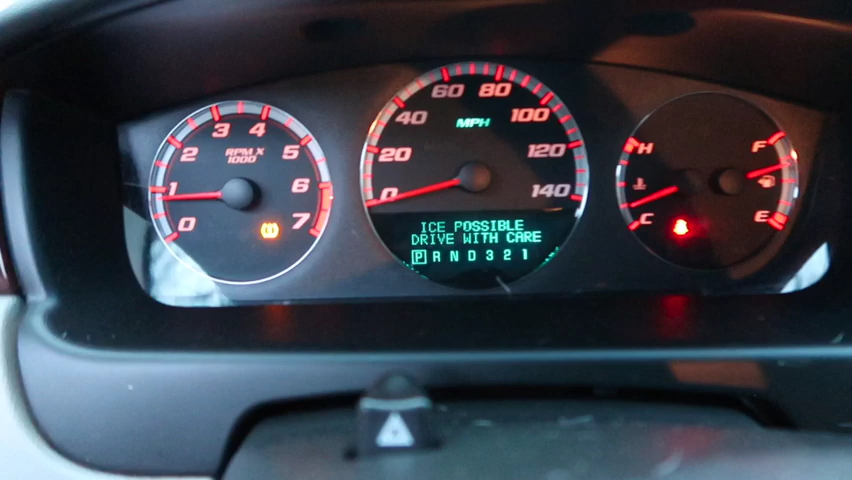 0 1 2 3 4 5 6 7
RPM X
1000
0 20 40 60 80 100 120 140
MPH
ICE POSSIBLE
DRIVE WITH CARE
P R N D 3 2 1
H
C
F
E